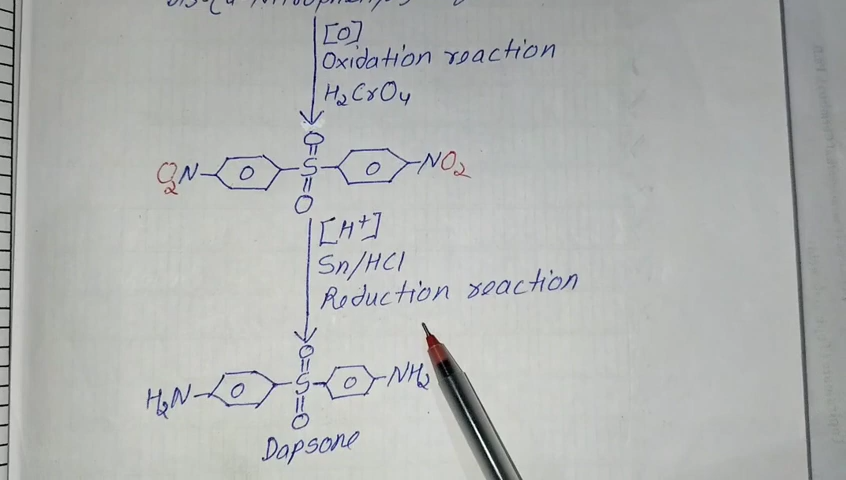 [O]
Oxidation reaction
H2CrO4
O
O2N S NO2
O
[H+]
Sn/HCl
Reduction reaction
O
H2N S NH2
O
Dapsone